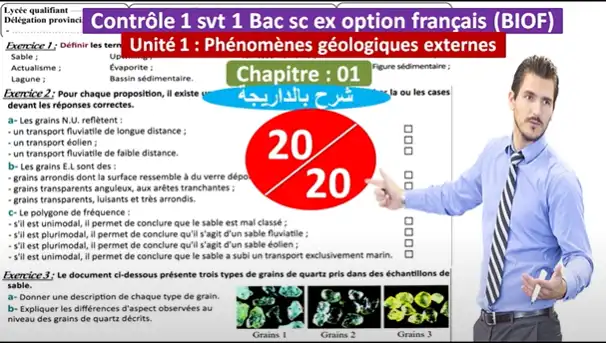 Lycée qualifiant
Délégation provincial
Contrôle 1 svt 1 Bac sc ex option français (BIOF)
Unité 1 : Phénomènes géologiques externes
Chapitre : 01
شرح بالداريجة
20
20
Exercice 1 : Définir les
Sable ;
Actualisme ; Évaporite ; Figure sédimentaire ;
Lagune ; Bassin sédimentaire.
Exercice 2 : Pour chaque proposition, il existe la ou les cases
devant les réponses correctes.
a- Les grains N.U. reflètent :
- un transport fluviatile de longue distance ;
- un transport éolien ;
- un transport fluviatile de faible distance.
b- Les grains E.L sont des :
- grains arrondis dont la surface ressemble à du verre
- grains transparents anguleux, aux arêtes tranchantes ;
- grains transparents, luisants et très arrondis.
c- Le polygone de fréquence :
- s'il est unimodal, il permet de conclure que le sable est mal classé ;
- s'il est plurimodal, il permet de conclure qu'il s'agit d'un sable fluviatile ;
- s'il est plurimodal, il permet de conclure qu'il s'agit d'un sable éolien ;
- s'il est unimodal, il permet de conclure que le sable a subi un transport exclusivement marin.
Exercice 3 : Le document ci-dessous présente trois types de grains de quartz pris dans des échantillons de
sable.
a- Donner une description de chaque type de grain.
b- Expliquer les différences d'aspect observées au
niveau des grains de quartz décrits.
Grains 1 Grains 2 Grains 3